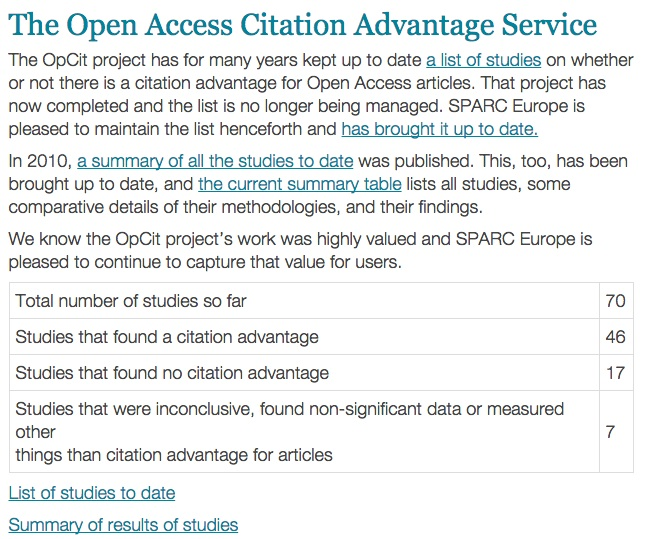 The Open Access Citation Advantage Service
The OpCit project has for many years kept up to date a list of studies on whether
or not there is a citation advantage for Open Access articles. That project has
now completed and the list is no longer being managed. SPARC Europe is
pleased to maintain the list henceforth and has brought it up to date.
In 2010, a summary of all the studies to date was published. This, too, has been
brought up to date, and the current summary table lists all studies, some
comparative details of their methodologies, and their findings.
We know the OpCit project’s work was highly valued and SPARC Europe is
pleased to continue to capture that value for users.
Total number of studies so far 70
Studies that found a citation advantage 46
Studies that found no citation advantage 17
Studies that were inconclusive, found non-significant data or measured
other
things than citation advantage for articles 7
List of studies to date
Summary of results of studies